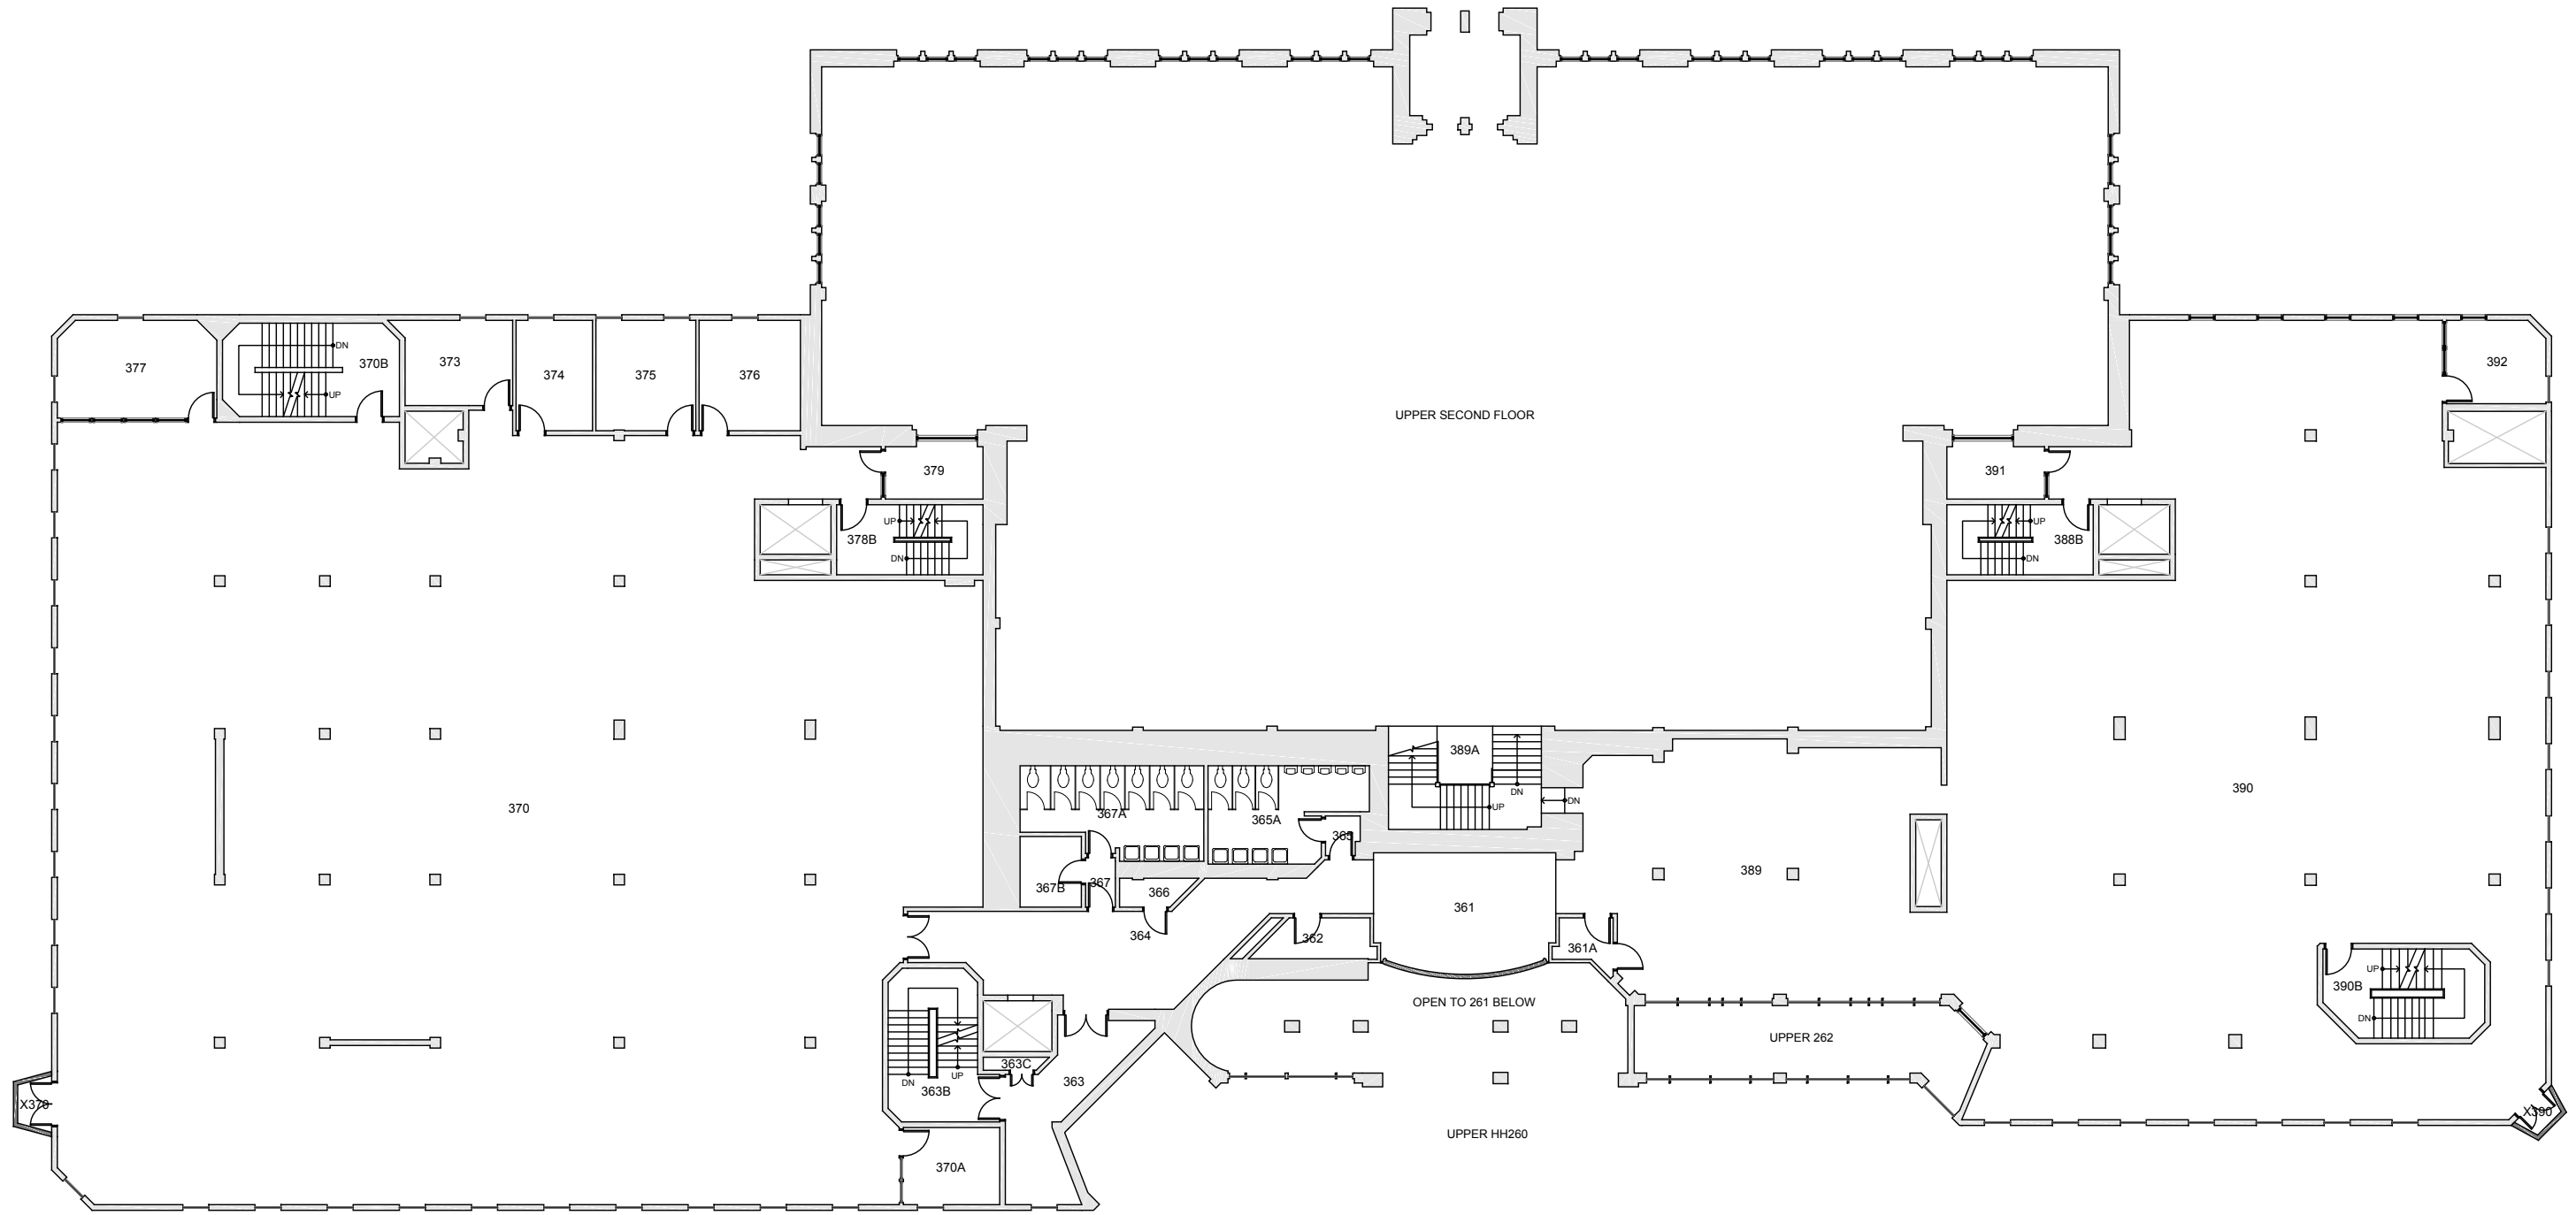 DN
370B
UP
377
373
374
375
376
392
UPPER SECOND FLOOR
379
391
UP
378B
DN
UP
388B
DN
389A
DN
UP
DN
370
367A
365A
365
390
389
367B
367
366
361
364
362
361A
UP
390B
DN
OPEN TO 261 BELOW
UPPER 262
363C
363
DN
UP
363B
X370
X390
UPPER HH260
370A